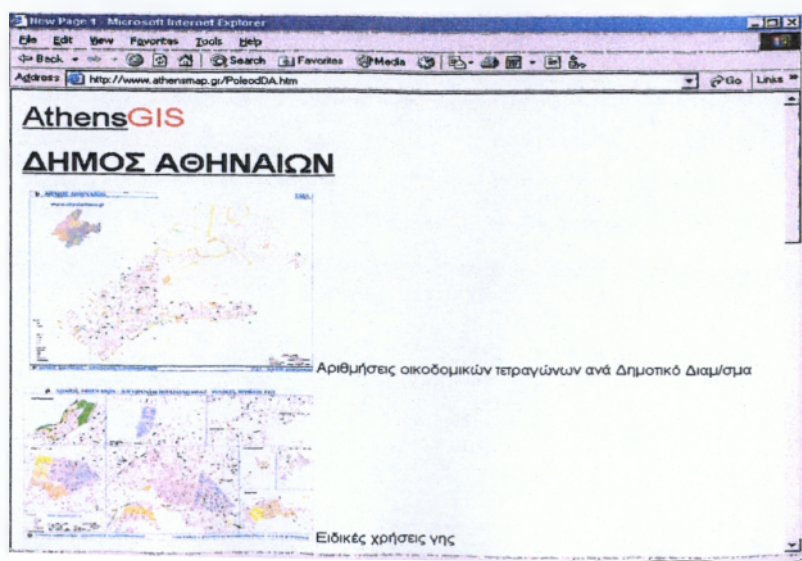 New Page 1 - Microsoft Internet Explorer
File Edit View Favorites Tools Help
Back Search Favorites Media
Address http://www.athensmap.gr/PoleodDA.htm Go Links »
AthensGIS
ΔΗΜΟΣ ΑΘΗΝΑΙΩΝ
Αριθμήσεις οικοδομικών τετραγώνων ανά Δημοτικό Διαμ/σμα
Ειδικές χρήσεις γης